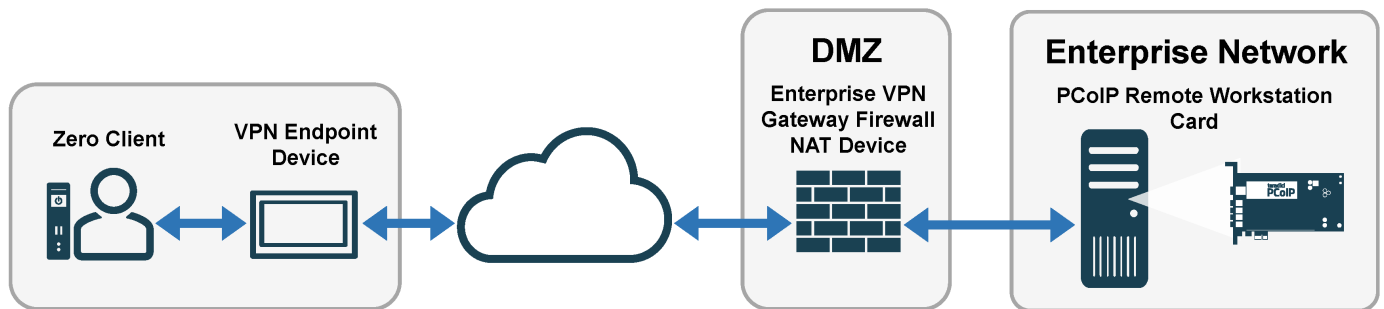 Zero Client
VPN Endpoint
Device
DMZ
Enterprise VPN
Gateway Firewall
NAT Device
Enterprise Network
PCoIP Remote Workstation
Card
PCoIP